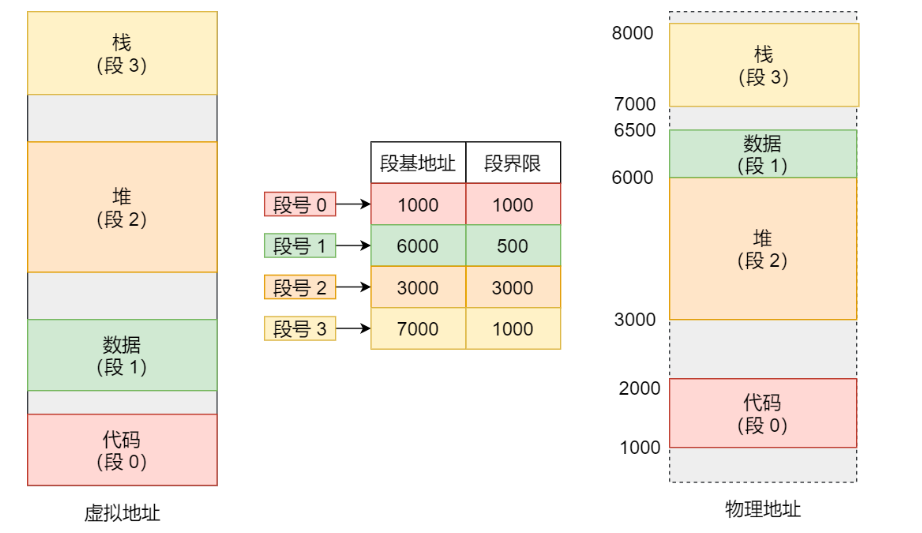 栈
（段 3）
堆
（段 2）
数据
（段 1）
代码
（段 0）
虚拟地址
段基地址 段界限
段号 0 1000 1000
段号 1 6000 500
段号 2 3000 3000
段号 3 7000 1000
8000
栈
（段 3）
7000
6500
数据
（段 1）
6000
堆
（段 2）
3000
2000
代码
（段 0）
1000
物理地址